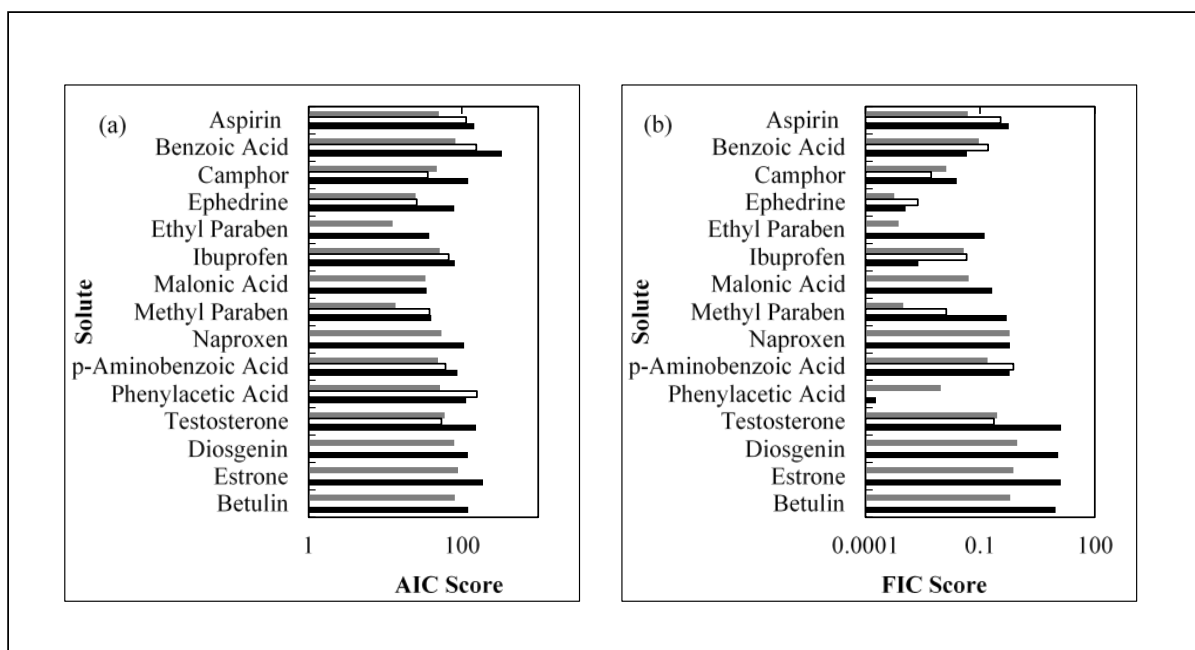 (a)
Solute
Aspirin
Benzoic Acid
Camphor
Ephedrine
Ethyl Paraben
Ibuprofen
Malonic Acid
Methyl Paraben
Naproxen
p-Aminobenzoic Acid
Phenylacetic Acid
Testosterone
Diosgenin
Estrone
Betulin
1 100
AIC Score
(b)
Solute
Aspirin
Benzoic Acid
Camphor
Ephedrine
Ethyl Paraben
Ibuprofen
Malonic Acid
Methyl Paraben
Naproxen
p-Aminobenzoic Acid
Phenylacetic Acid
Testosterone
Diosgenin
Estrone
Betulin
0.0001 0.1 100
FIC Score